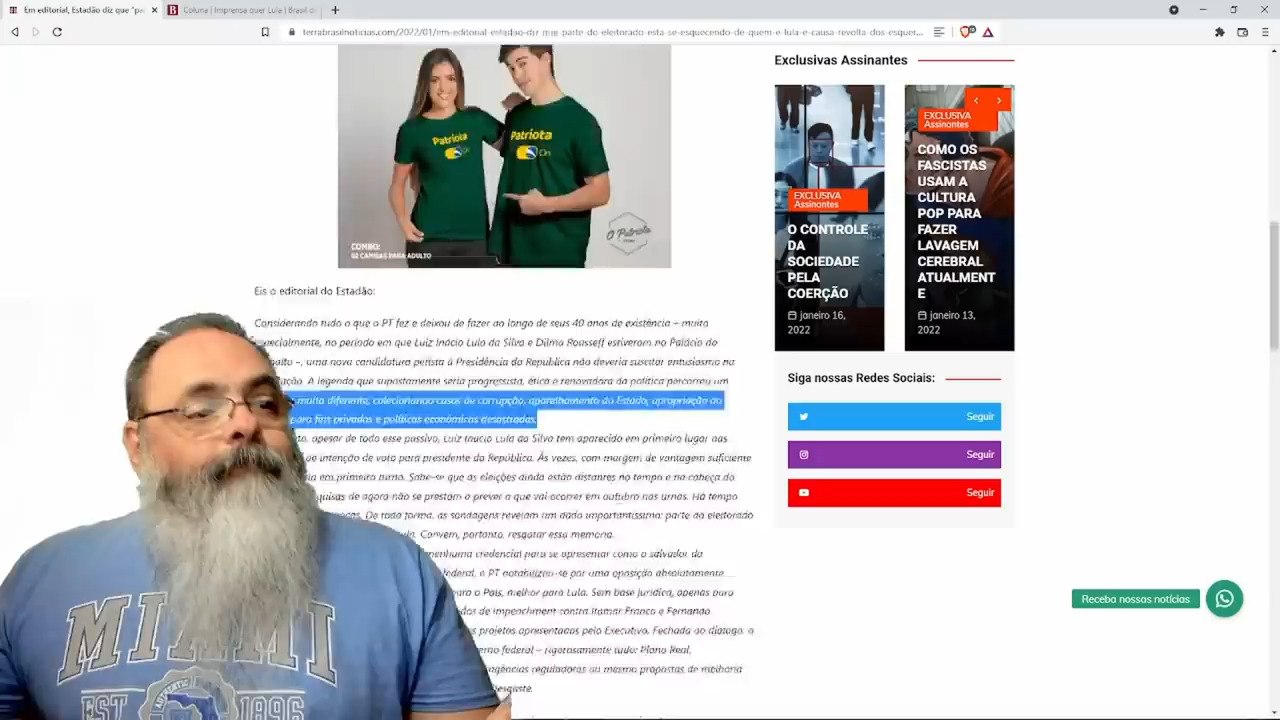 Em editorial, Estadão diz que "pa
Coluna | Imprensa quer Lula | Brasil d
terrabrasilnoticias.com/2022/01/em-editorial-estadao-diz-que-parte-do-eleitorado-esta-se-esquecendo-de-quem-e-lula-e-causa-revolta-dos-esquer...
Patriota
On
Patriota
On
COMBO:
02 CAMISAS PARA ADULTO
O Patriota
Exclusivas Assinantes
EXCLUSIVA
Assinantes
O CONTROLE
DA
SOCIEDADE
PELA
COERÇÃO
janeiro 16,
2022
EXCLUSIVA
Assinantes
COMO OS
FASCISTAS
USAM A
CULTURA
POP PARA
FAZER
LAVAGEM
CEREBRAL
ATUALMENT
E
janeiro 13,
2022
Eis o editorial do Estadão:
Considerando tudo o que o PT fez e deixou de fazer ao longo de seus 40 anos de existência – muito
especialmente, no período em que Luiz Inácio Lula da Silva e Dilma Rousseff estiveram no Palácio do
– uma nova candidatura petista à Presidência da República não deveria suscitar entusiasmo na
A legenda que supostamente seria progressista, ética e renovadora da política percorreu um
muito diferente, colecionando casos de corrupção, aparelhamento do Estado, apropriação do
para fins privados e políticas econômicas desastradas.
apesar de todo esse passivo, Luiz Inácio Lula da Silva tem aparecido em primeiro lugar nas
de intenção de voto para presidente da República. Às vezes, com margem de vantagem suficiente
em primeiro turno. Sabe-se que as eleições ainda estão distantes no tempo e na cabeça do
de agora não se prestam a prever o que vai ocorrer em outubro nas urnas. Há tempo
De toda forma, as sondagens revelam um dado importantíssimo: parte do eleitorado
Convém, portanto, resgatar essa memória.
nenhuma credencial para se apresentar como o salvador da
federal, o PT notabilizou-se por uma oposição absolutamente
para o País, melhor para Lula. Sem base jurídica, apenas para
de impeachment contra Itamar Franco e Fernando
projetos apresentados pelo Executivo. Fechado ao diálogo, o
governo federal – rigorosamente tudo: Plano Real,
agências reguladoras ou mesmo propostas de melhoria
Siga nossas Redes Sociais:
Seguir
Seguir
Seguir
Receba nossas notícias
MIAMI
EST
1896